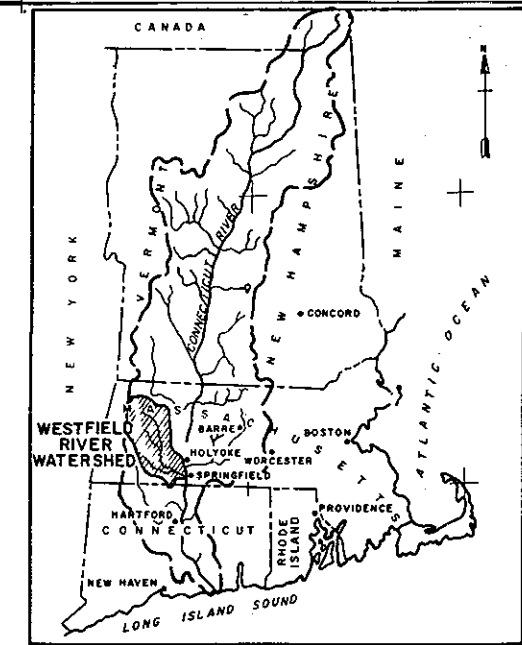 CANADA
N
VERMONT
NEW HAMPSHIRE
MAINE
NEW YORK
CONNECTICUT RIVER
CONCORD
ATLANTIC OCEAN
MASSACHUSETTS
WESTFIELD
RIVER
WATERSHED
BARRE
BOSTON
HOLYOKE
WORCESTER
SPRINGFIELD
HARTFORD
PROVIDENCE
CONNECTICUT
RHODE
ISLAND
NEW HAVEN
LONG ISLAND SOUND